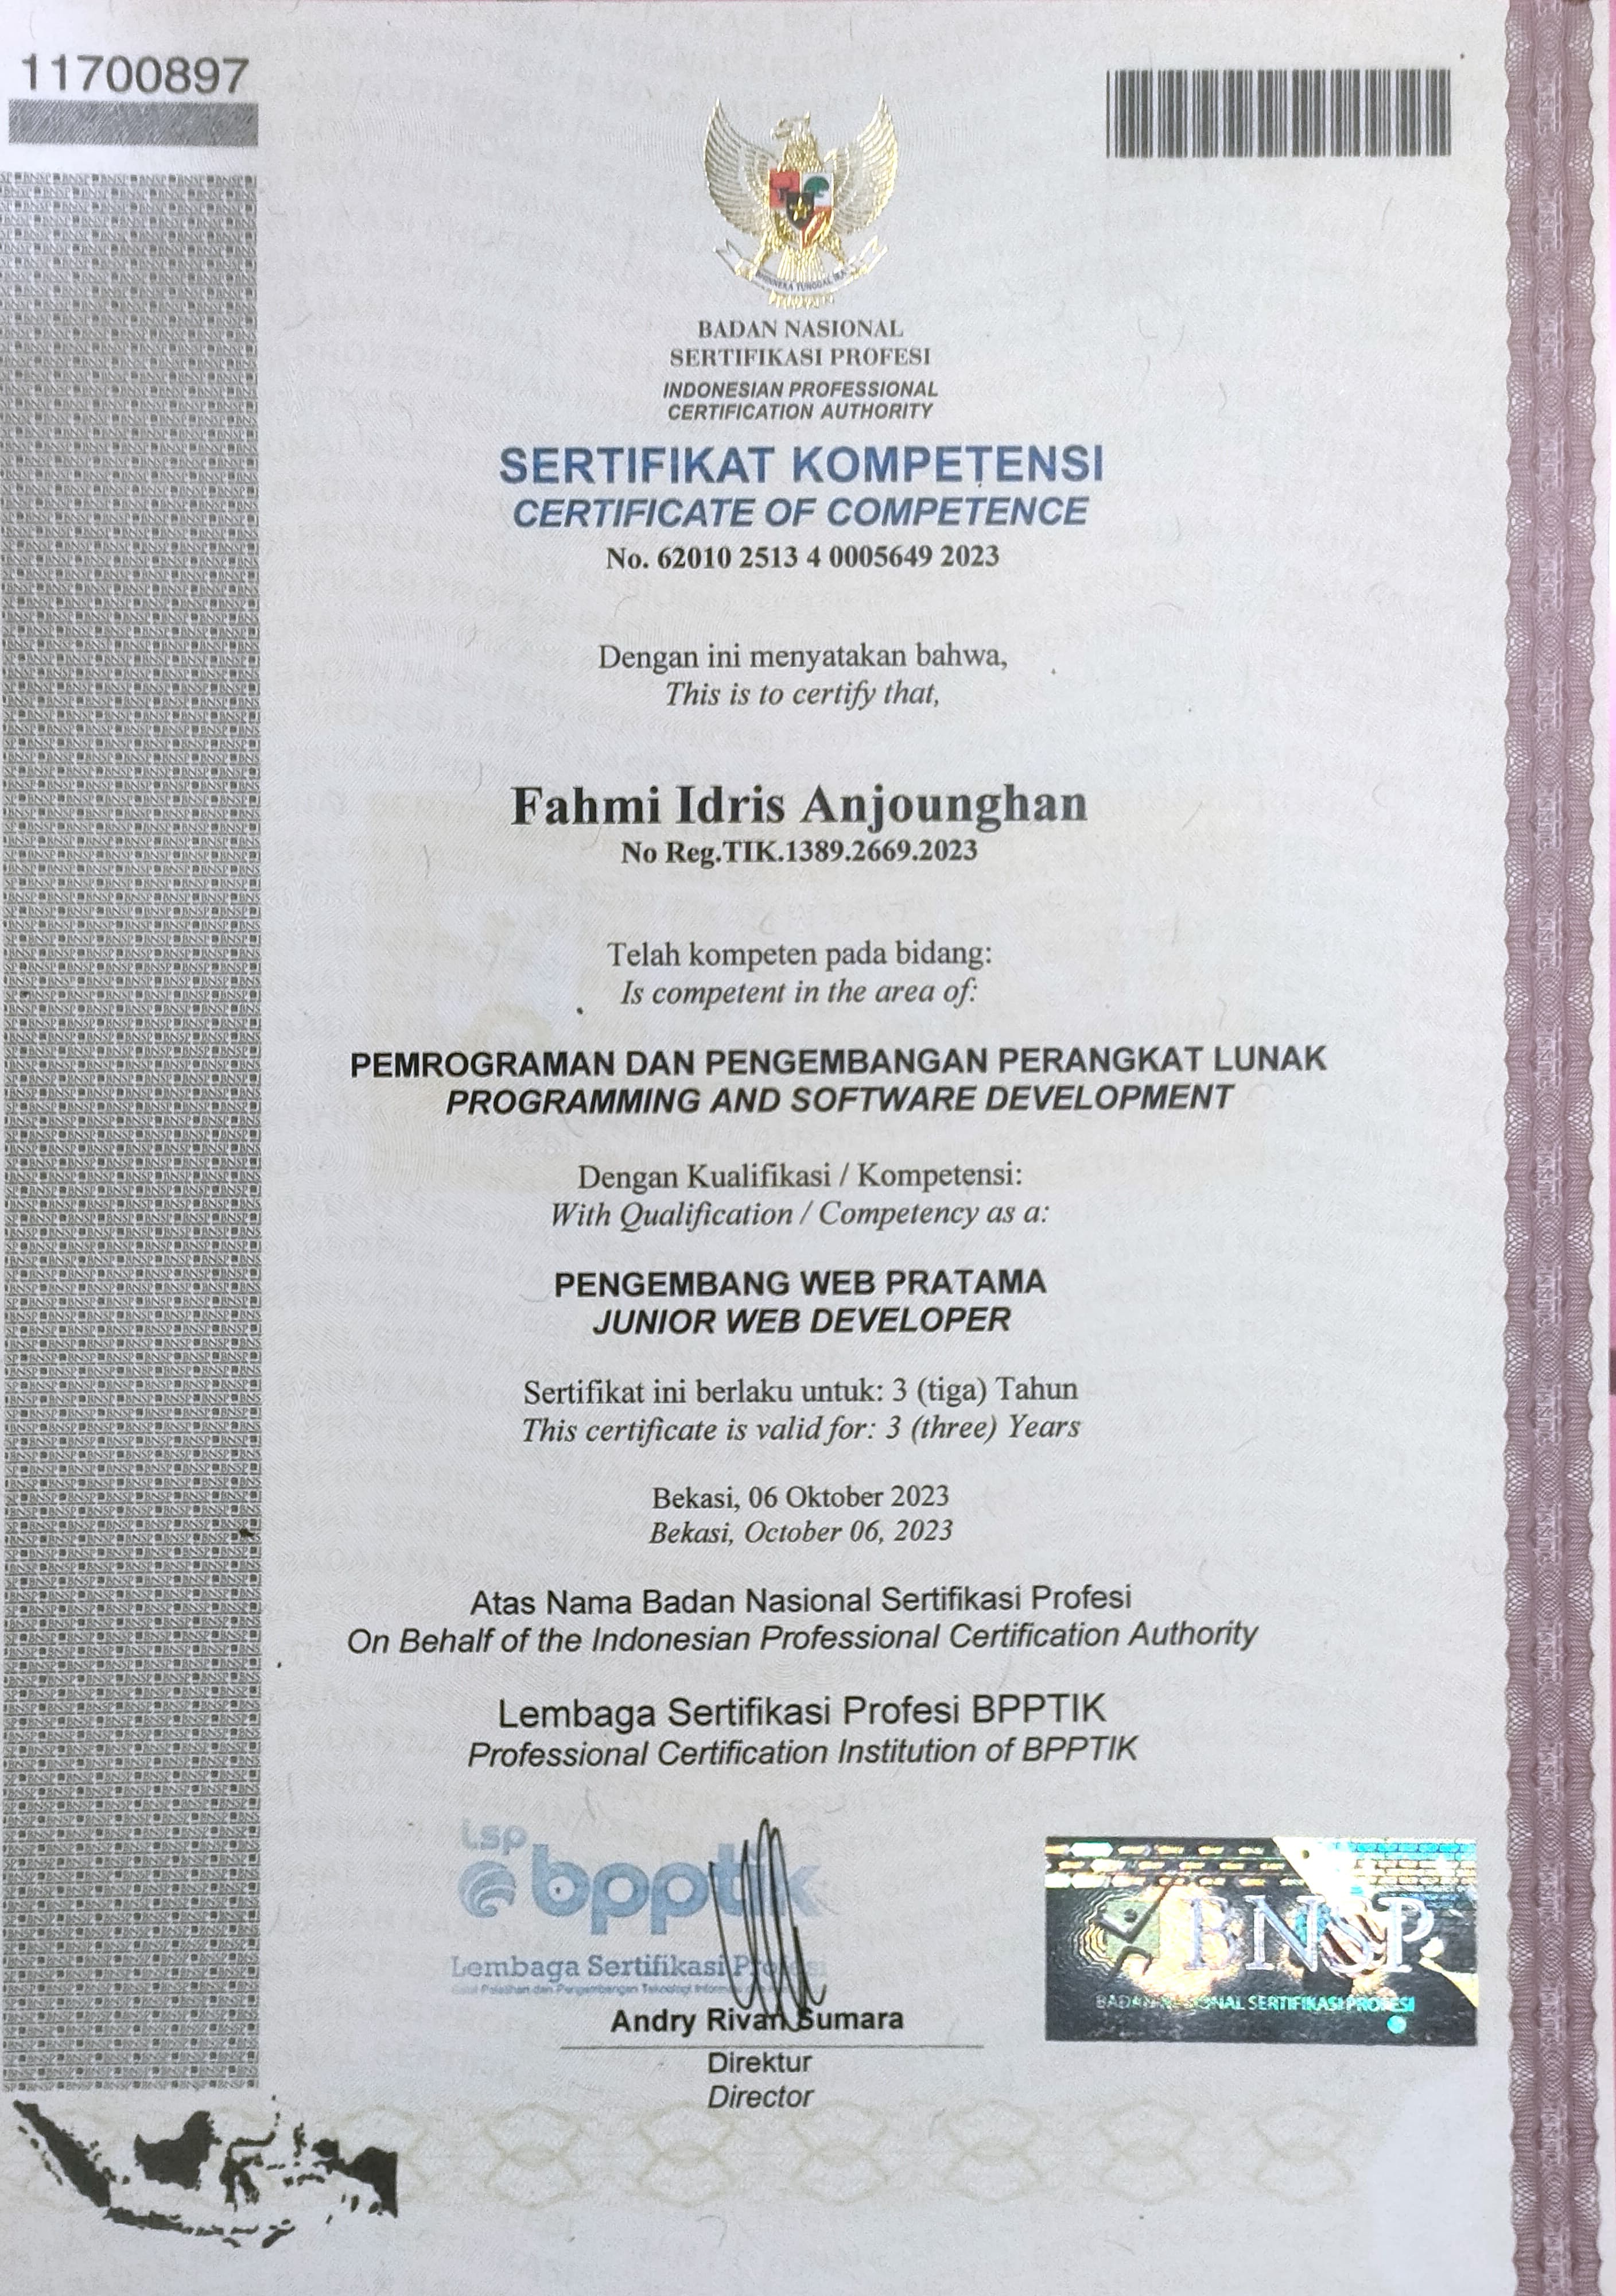 11700897
BHINNEKA TUNGGAL IKA
BADAN NASIONAL
SERTIFIKASI PROFESI
INDONESIAN PROFESSIONAL
CERTIFICATION AUTHORITY
SERTIFIKAT KOMPETENSI
CERTIFICATE OF COMPETENCE
No. 62010 2513 4 0005649 2023
Dengan ini menyatakan bahwa,
This is to certify that,
Fahmi Idris Anjounghan
No Reg.TIK.1389.2669.2023
Telah kompeten pada bidang:
Is competent in the area of:
PEMROGRAMAN DAN PENGEMBANGAN PERANGKAT LUNAK
PROGRAMMING AND SOFTWARE DEVELOPMENT
Dengan Kualifikasi / Kompetensi:
With Qualification / Competency as a:
PENGEMBANG WEB PRATAMA
JUNIOR WEB DEVELOPER
Sertifikat ini berlaku untuk: 3 (tiga) Tahun
This certificate is valid for: 3 (three) Years
Bekasi, 06 Oktober 2023
Bekasi, October 06, 2023
Atas Nama Badan Nasional Sertifikasi Profesi
On Behalf of the Indonesian Professional Certification Authority
Lembaga Sertifikasi Profesi BPPTIK
Professional Certification Institution of BPPTIK
lsp
bpptik
Lembaga Sertifikasi Profesi
Andry Rivan Sumara
Direktur
Director
BNSP
BADAN NASIONAL SERTIFIKASI PROFESI